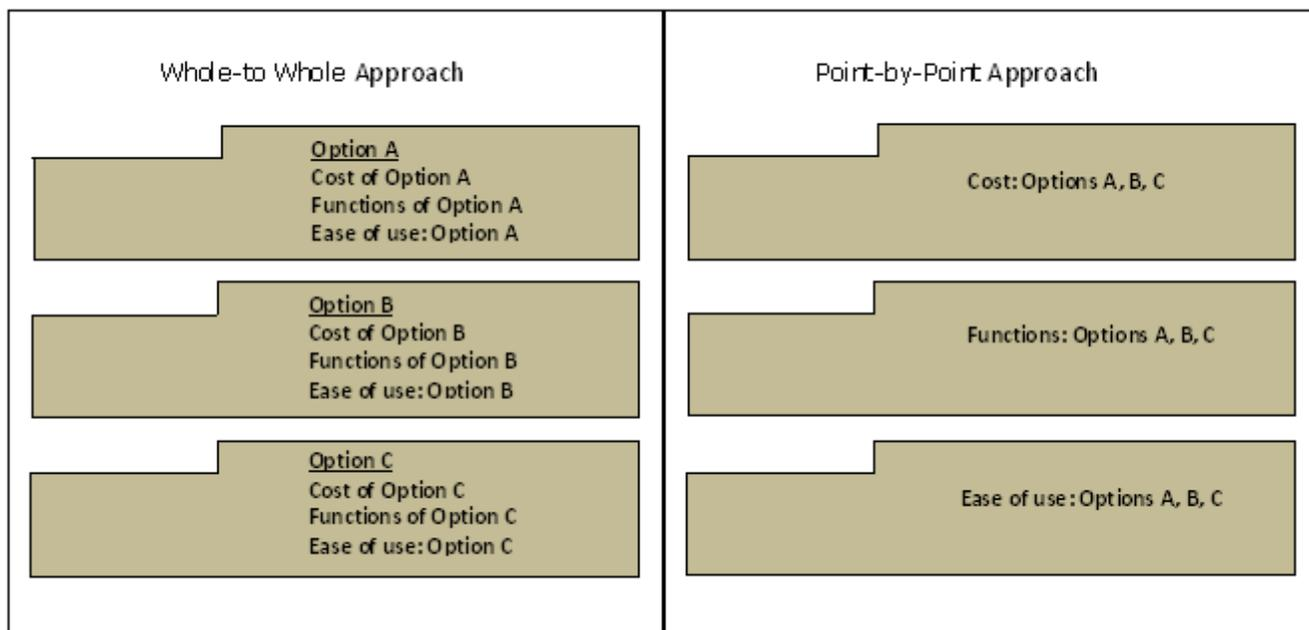 Whole-to Whole Approach
Option A
Cost of Option A
Functions of Option A
Ease of use: Option A
Option B
Cost of Option B
Functions of Option B
Ease of use: Option B
Option C
Cost of Option C
Functions of Option C
Ease of use: Option C
Point-by-Point Approach
Cost: Options A, B, C
Functions: Options A, B, C
Ease of use: Options A, B, C